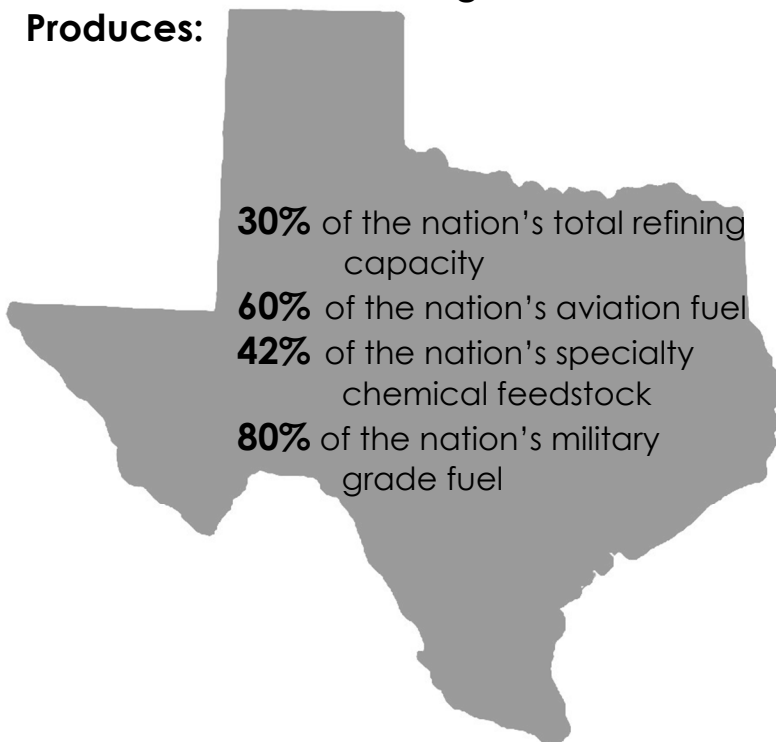 Produces:
30% of the nation's total refining
capacity
60% of the nation's aviation fuel
42% of the nation's specialty
chemical feedstock
80% of the nation's military
grade fuel